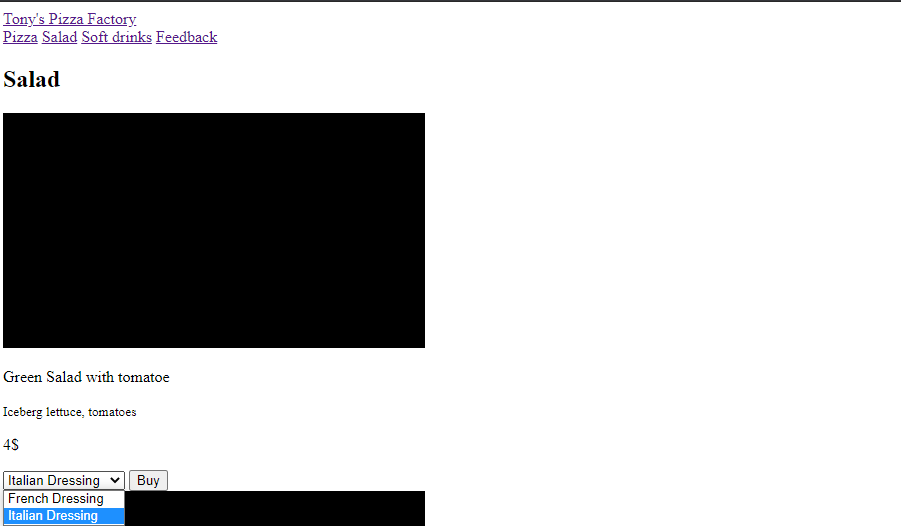 Tony's Pizza Factory
Pizza Salad Soft drinks Feedback
Salad
Green Salad with tomatoe
Iceberg lettuce, tomatoes
4$
Italian Dressing Buy
French Dressing
Italian Dressing